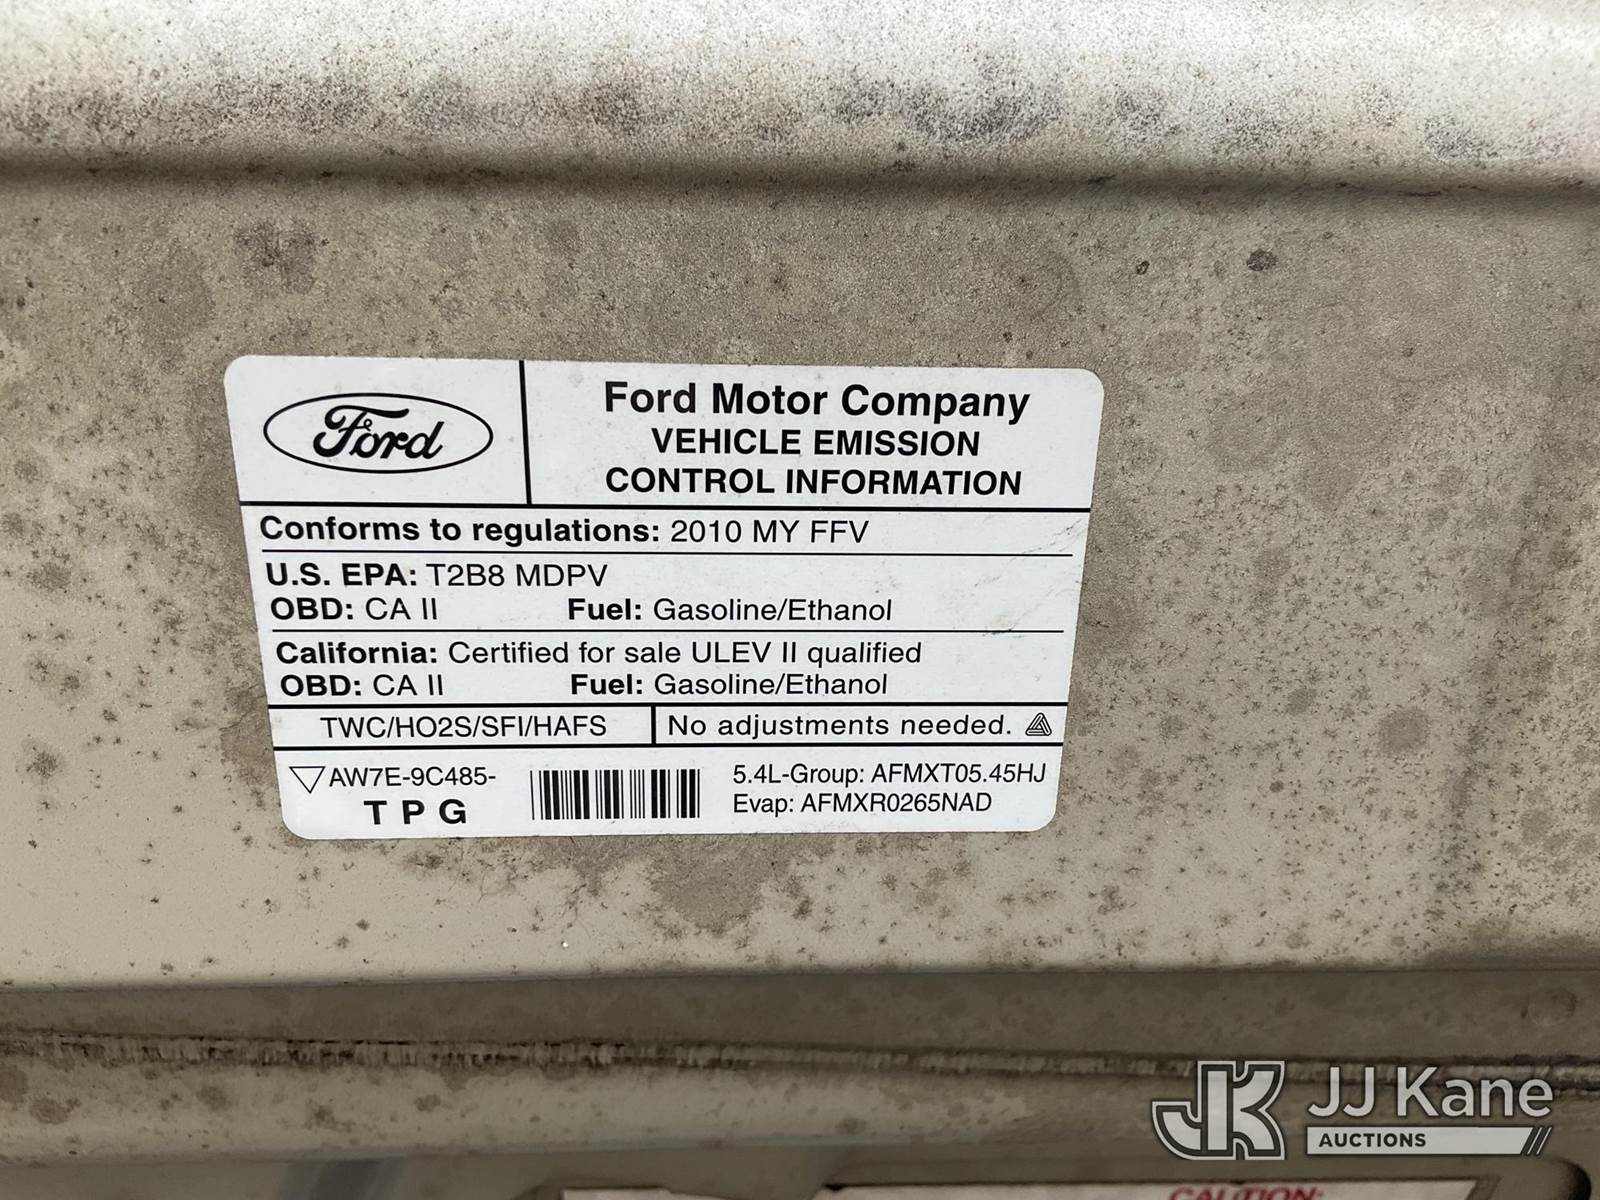 Ford
Ford Motor Company
VEHICLE EMISSION
CONTROL INFORMATION
Conforms to regulations: 2010 MY FFV
U.S. EPA: T2B8 MDPV
OBD: CA II Fuel: Gasoline/Ethanol
California: Certified for sale ULEV II qualified
OBD: CA II Fuel: Gasoline/Ethanol
TWC/HO2S/SFI/HAFS No adjustments needed.
AW7E-9C485-
T P G
5.4L-Group: AFMXT05.45HJ
Evap: AFMXR0265NAD
JK JJ Kane
AUCTIONS
CAUTION: